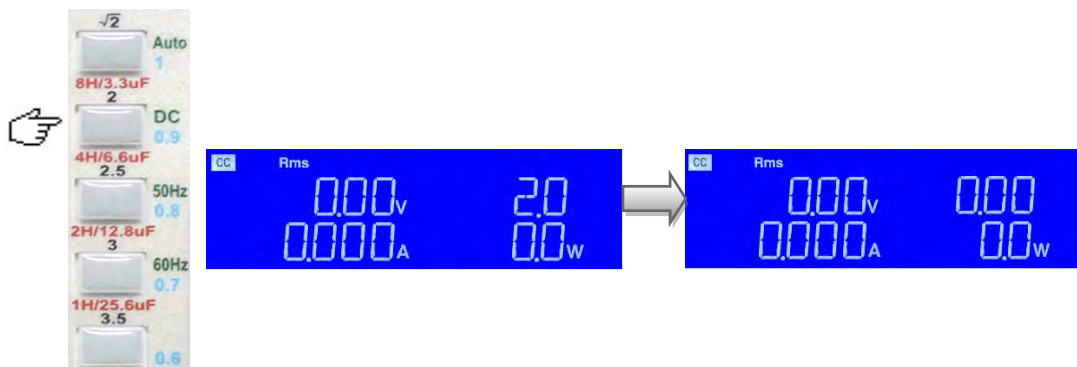 √2
Auto
1
8H/3.3uF
2
DC
0.9
4H/6.6uF
2.5
50Hz
0.8
2H/12.8uF
3
60Hz
0.7
1H/25.6uF
3.5
0.6
CC Rms
0.00V 2.0
0.000A 0.0W
CC Rms
0.00V 0.00
0.000A 0.0W